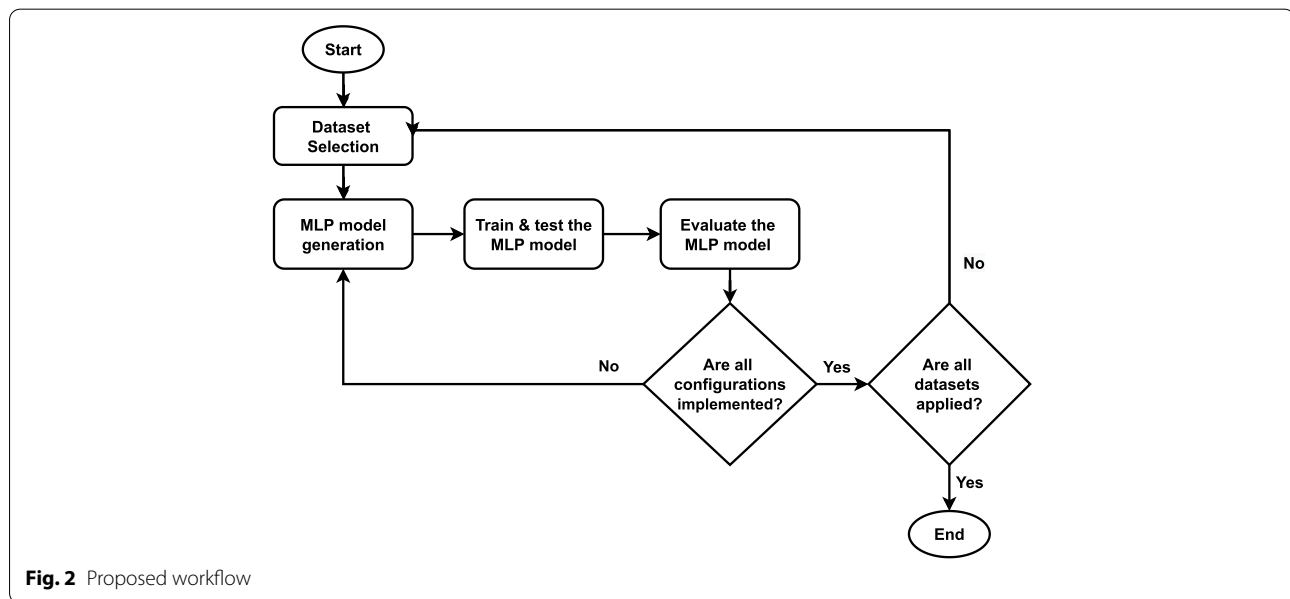 Start
Dataset
Selection
MLP model
generation
Train & test the
MLP model
Evaluate the
MLP model
No
No
Are all
configurations
implemented?
Yes
Are all
datasets
applied?
Yes
End
Fig. 2 Proposed workflow